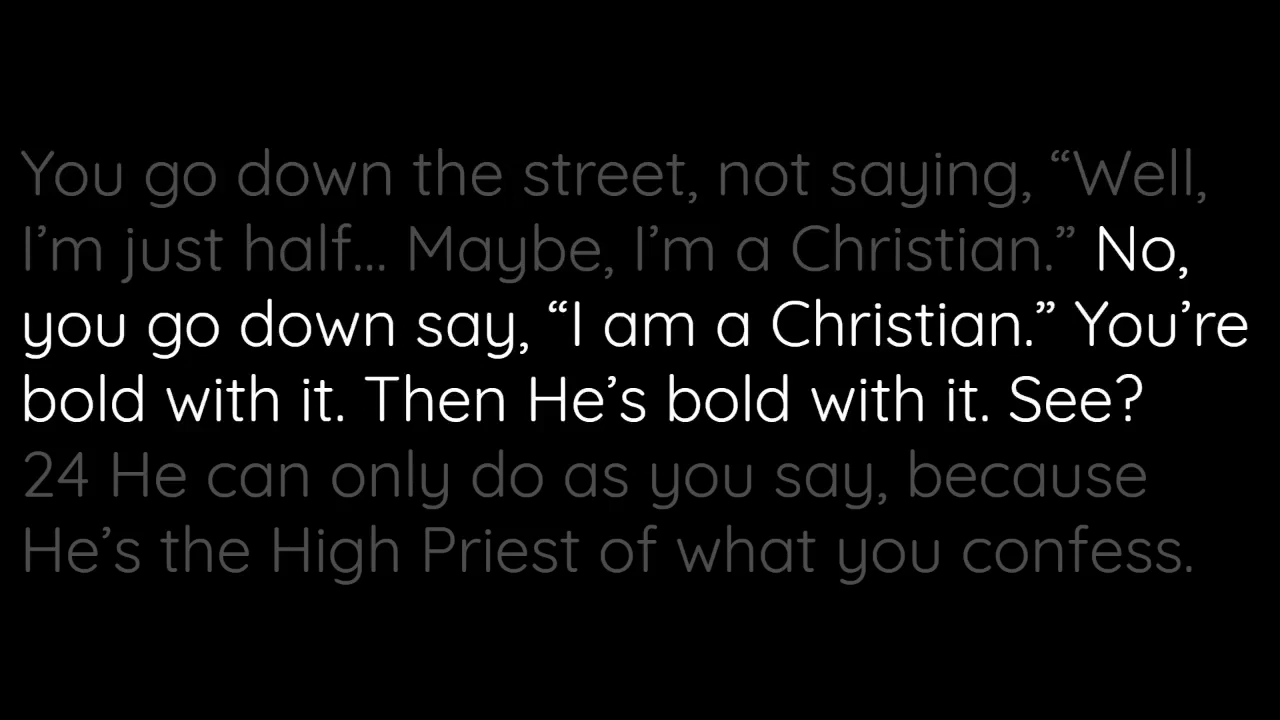 You go down the street, not saying, “Well,
I’m just half... Maybe, I’m a Christian.” No,
you go down say, “I am a Christian.” You’re
bold with it. Then He’s bold with it. See?
24 He can only do as you say, because
He’s the High Priest of what you confess.